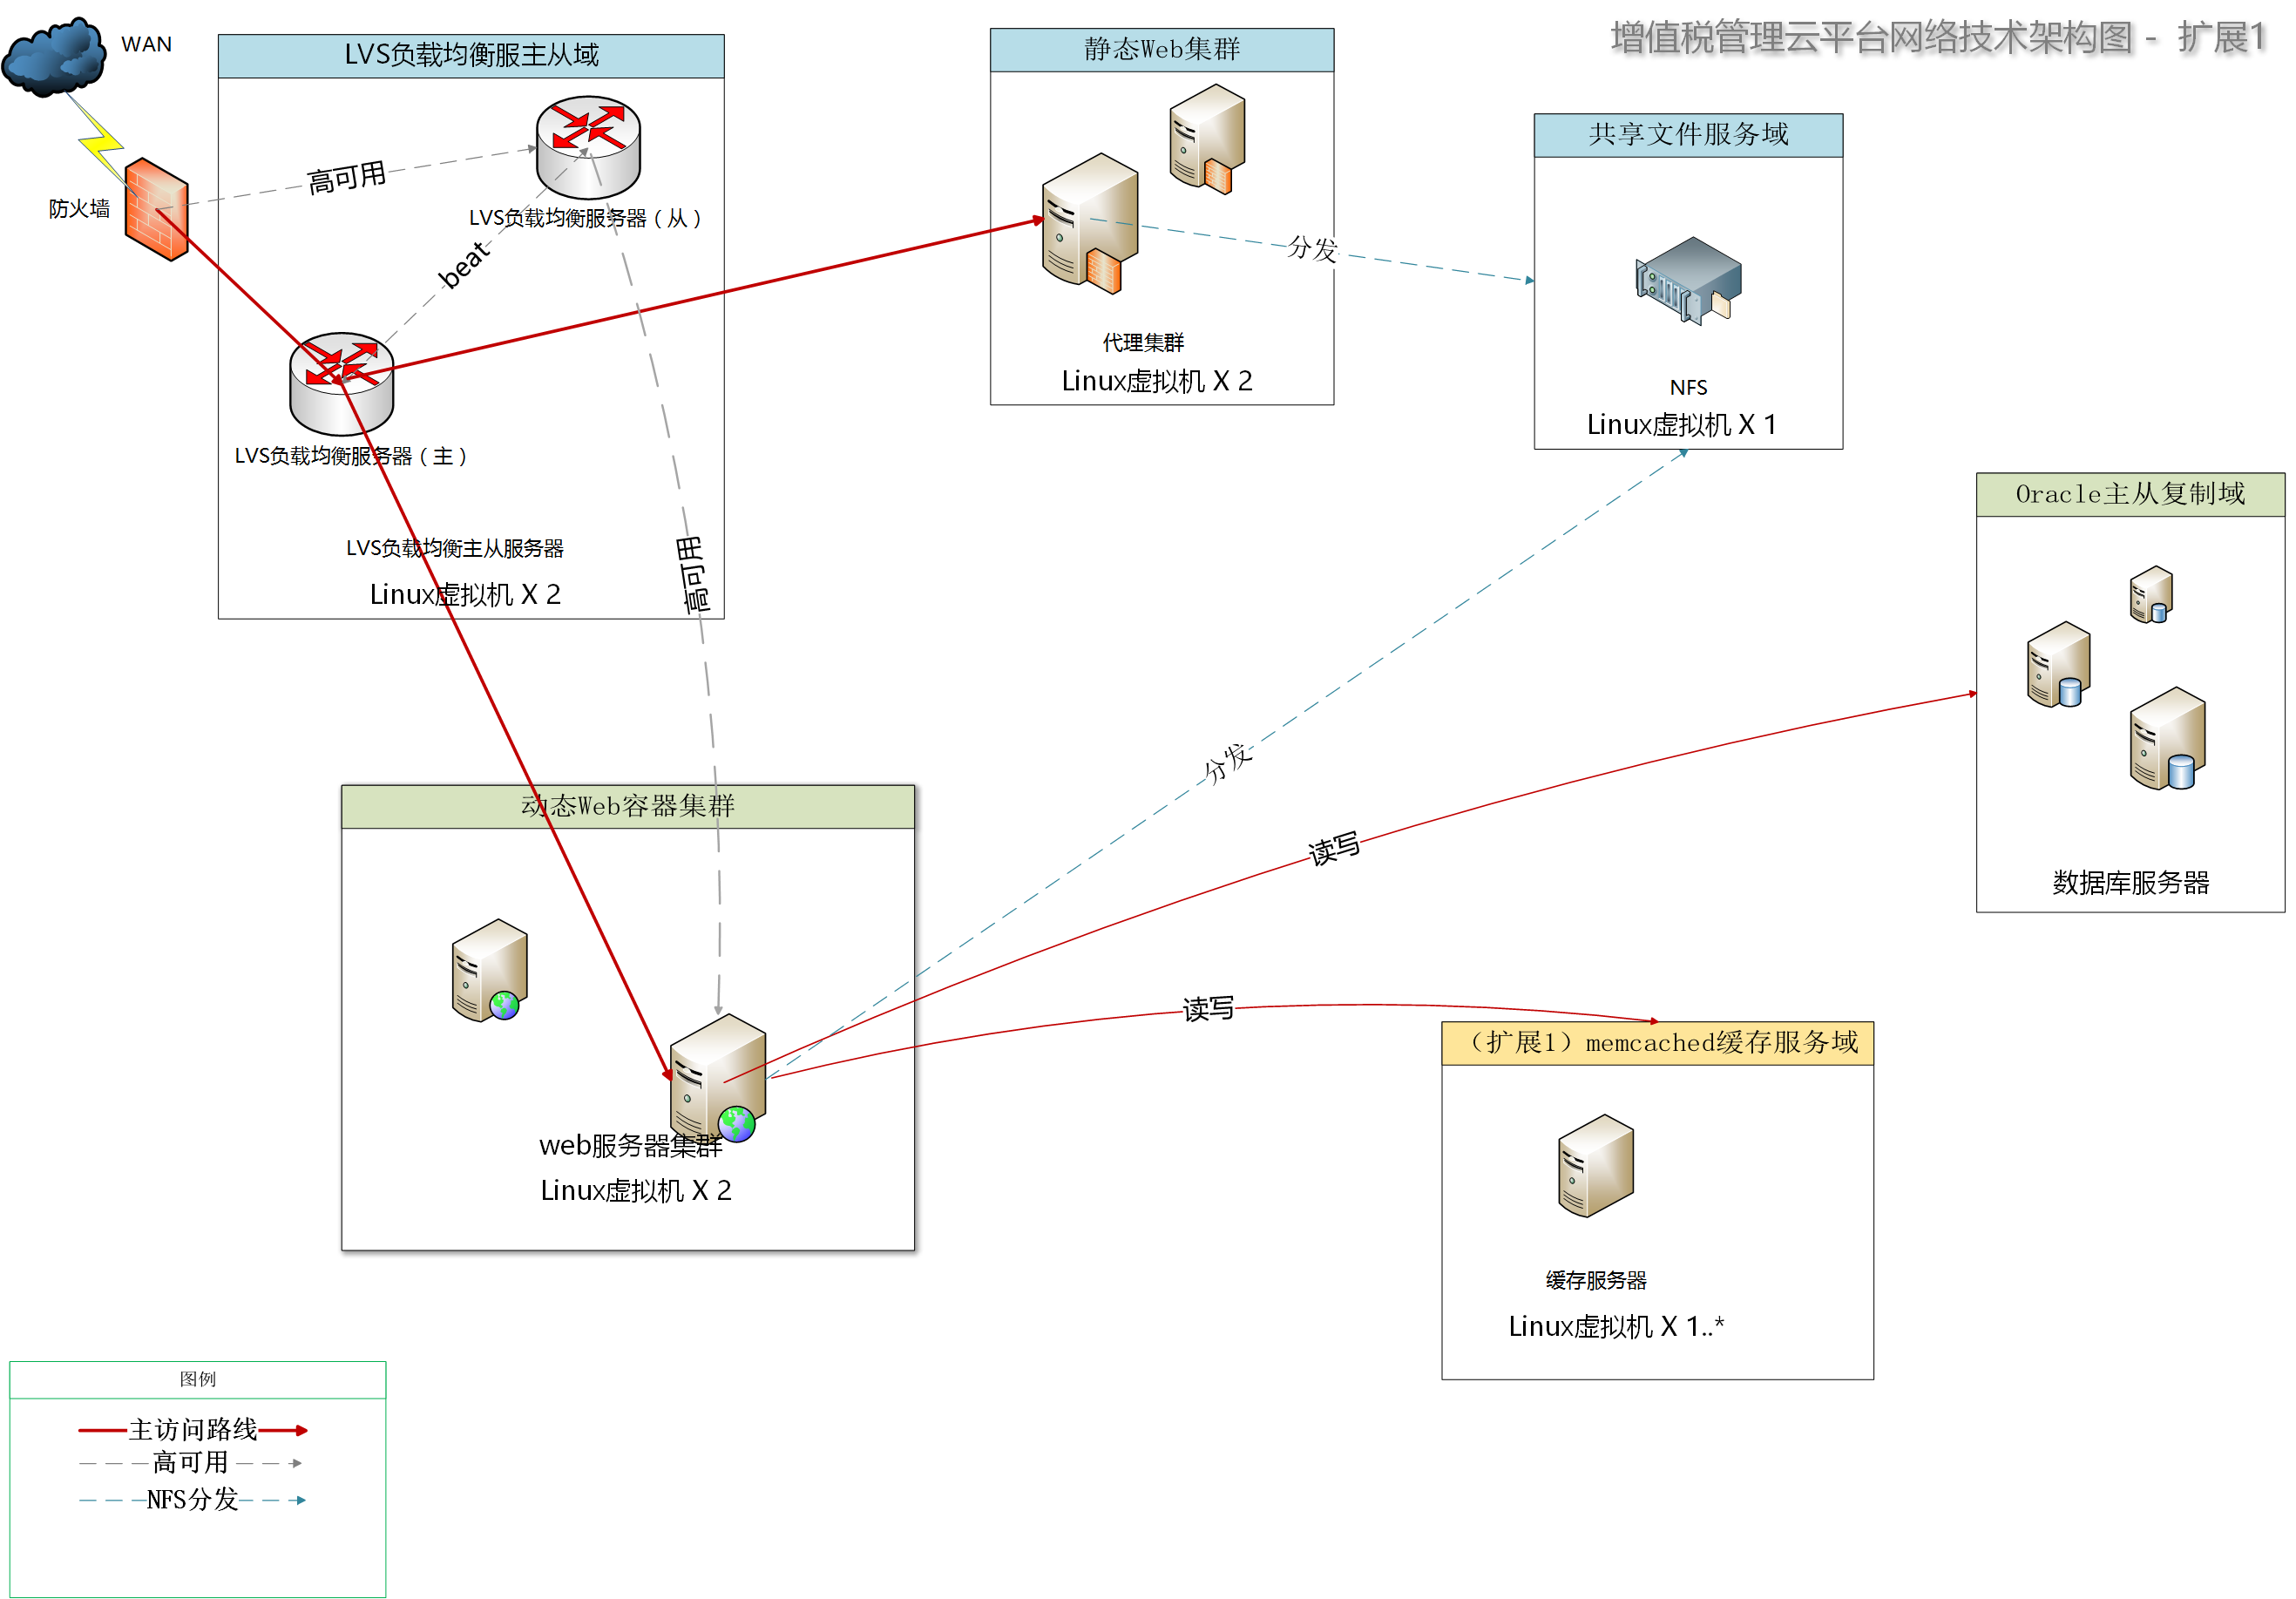 增值税管理云平台网络技术架构图 - 扩展1
WAN
防火墙
LVS负载均衡服主从域
高可用
LVS负载均衡服务器（从）
beat
LVS负载均衡服务器（主）
LVS负载均衡主从服务器
Linux虚拟机 X 2
高可用
静态Web集群
代理集群
Linux虚拟机 X 2
分发
共享文件服务域
NFS
Linux虚拟机 X 1
Oracle主从复制域
数据库服务器
分发
读写
读写
动态Web容器集群
web服务器集群
Linux虚拟机 X 2
（扩展1）memcached缓存服务域
缓存服务器
Linux虚拟机 X 1..*
图例
主访问路线
高可用
NFS分发